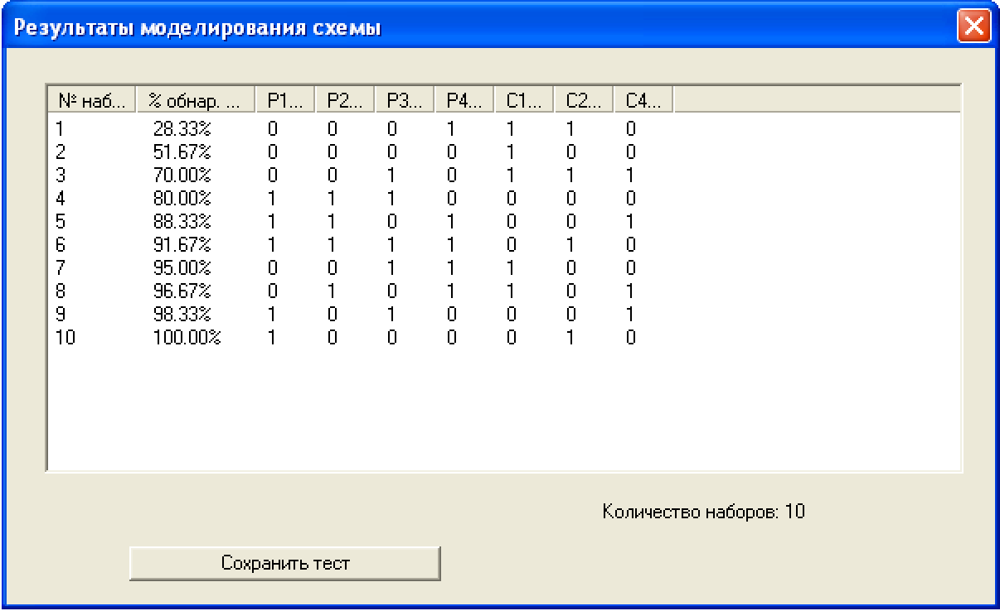 Результаты моделирования схемы
№ наб... % обнар. ... P1... P2... P3... P4... C1... C2... C4...
1 28.33% 0 0 0 1 1 1 0
2 51.67% 0 0 0 0 1 0 0
3 70.00% 0 0 1 0 1 1 1
4 80.00% 1 1 1 0 0 0 0
5 88.33% 1 1 0 1 0 0 1
6 91.67% 1 1 1 1 0 1 0
7 95.00% 0 0 1 1 1 0 0
8 96.67% 0 1 0 1 1 0 1
9 98.33% 1 0 1 0 0 0 1
10 100.00% 1 0 0 0 0 1 0
Количество наборов: 10
Сохранить тест